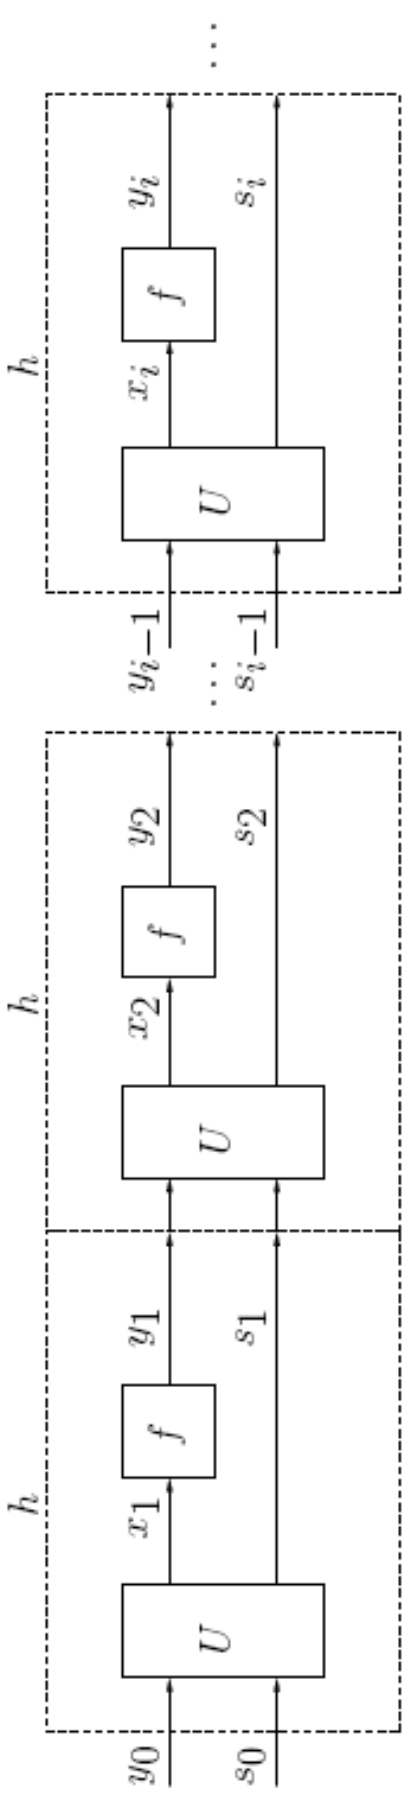 h h h
y₀ x₁ y₁ x₂ y₂ yᵢ₋₁ xᵢ yᵢ
U f U f ⋯ U f ⋯
s₀ s₁ s₂ sᵢ₋₁ sᵢ